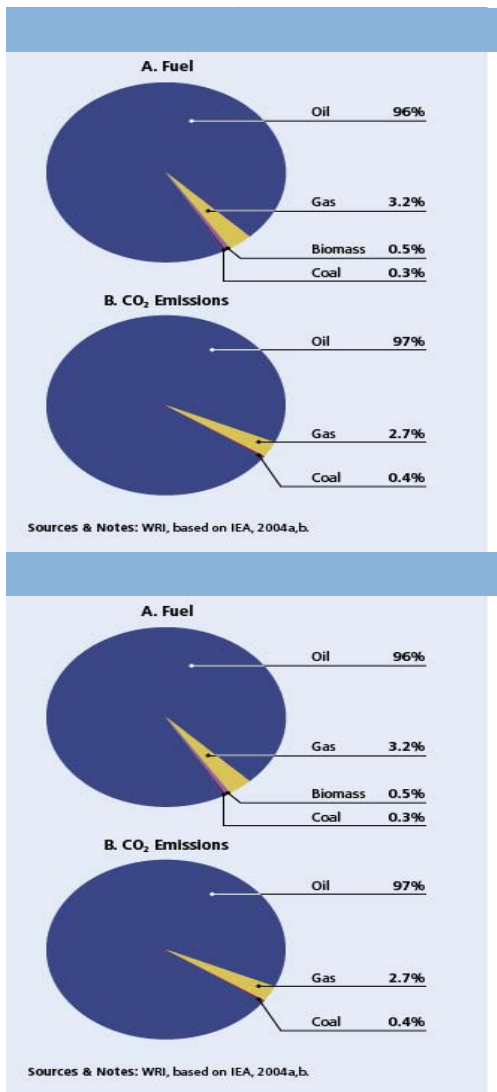 A. Fuel
Oil 96%
Gas 3.2%
Biomass 0.5%
Coal 0.3%
B. CO₂ Emissions
Oil 97%
Gas 2.7%
Coal 0.4%
Sources & Notes: WRI, based on IEA, 2004a,b.
A. Fuel
Oil 96%
Gas 3.2%
Biomass 0.5%
Coal 0.3%
B. CO₂ Emissions
Oil 97%
Gas 2.7%
Coal 0.4%
Sources & Notes: WRI, based on IEA, 2004a,b.